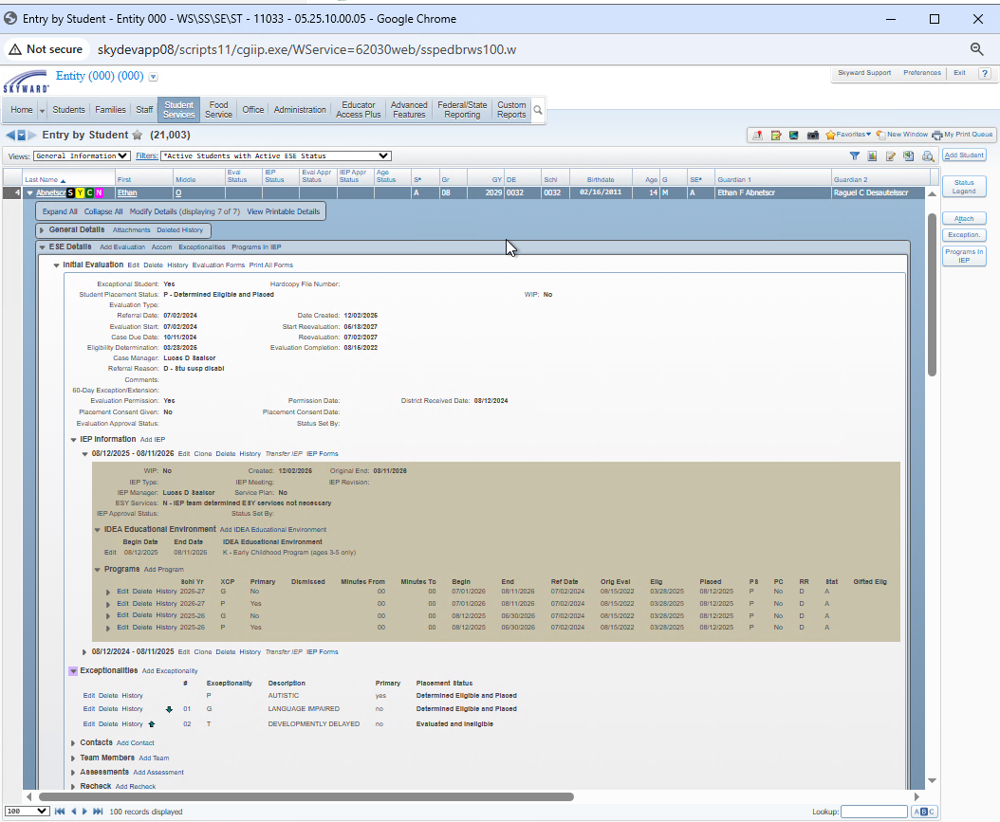 Entry by Student - Entity 000 - WS\SS\SE\ST - 11033 - 05.25.10.00.05 - Google Chrome
Not secure skydevapp08/scripts11/cgiip.exe/WService=62030web/sspedbrws100.w
SKYWARD Entity (000) (000) Skyward Support Preferences Exit ?
Home Students Families Staff Student Services Food Service Office Administration Educator Access Plus Advanced Features Federal/State Reporting Custom Reports
Entry by Student (21,003) Favorites New Window My Print Queue
Views: General Information Filters: *Active Students with Active ESE Status Add Student
Last Name First Middle Eval Status IEP Status Eval Appr Status IEP Appr Status Age Status S* Gr GY DE Schl Birthdate Age G SE* Guardian 1 Guardian 2
4 Abnetscr S Y C N Ethan O A 08 2029 0032 0032 02/16/2011 14 M A Ethan F Abnetscr Raguel C Desautelsscr
Status Legend
Expand All Collapse All Modify Details (displaying 7 of 7) View Printable Details
Attach
General Details Attachments Deleted History
Exception.
ESE Details Add Evaluation Accom Exceptionalities Programs In IEP
Programs in IEP
Initial Evaluation Edit Delete History Evaluation Forms Print All Forms
Exceptional Student: Yes Hardcopy File Number:
Student Placement Status: P - Determined Eligible and Placed WIP: No
Evaluation Type:
Referral Date: 07/02/2024 Date Created: 12/02/2025
Evaluation Start: 07/02/2024 Start Reevaluation: 05/18/2027
Case Due Date: 10/11/2024 Reevaluation: 07/02/2027
Eligibility Determination: 03/28/2025 Evaluation Completion: 08/15/2022
Case Manager: Lucas D Saalsor
Referral Reason: D - Stu susp disabl
Comments:
60-Day Exception/Extension:
Evaluation Permission: Yes Permission Date: District Received Date: 08/12/2024
Placement Consent Given: No Placement Consent Date:
Evaluation Approval Status: Status Set By:
IEP Information Add IEP
08/12/2025 - 08/11/2026 Edit Clone Delete History Transfer IEP IEP Forms
WIP: No Created: 12/02/2025 Original End: 08/11/2026
IEP Type: IEP Meeting: IEP Revision:
IEP Manager: Lucas D Saalsor Service Plan: No
ESY Services: N - IEP team determined ESY services not necessary
IEP Approval Status: Status Set By:
IDEA Educational Environment Add IDEA Educational Environment
Begin Date End Date IDEA Educational Environment
Edit 08/12/2025 08/11/2026 K - Early Childhood Program (ages 3-5 only)
Programs Add Program
Schl Yr XCP Primary Dismissed Minutes From Minutes To Begin End Ref Date Orig Eval Elig Placed PS PC RR Stat Gifted Elig
Edit Delete History 2026-27 G No 00 00 07/01/2026 08/11/2026 07/02/2024 08/15/2022 03/28/2025 08/12/2025 P No D A
Edit Delete History 2026-27 P Yes 00 00 07/01/2026 08/11/2026 07/02/2024 08/15/2022 03/28/2025 08/12/2025 P No D A
Edit Delete History 2025-26 G No 00 00 08/12/2025 06/30/2026 07/02/2024 08/15/2022 03/28/2025 08/12/2025 P No D A
Edit Delete History 2025-26 P Yes 00 00 08/12/2025 06/30/2026 07/02/2024 08/15/2022 03/28/2025 08/12/2025 P No D A
08/12/2024 - 08/11/2025 Edit Clone Delete History Transfer IEP IEP Forms
Exceptionalities Add Exceptionality
# Exceptionality Description Primary Placement Status
Edit Delete History P AUTISTIC yes Determined Eligible and Placed
Edit Delete History 01 G LANGUAGE IMPAIRED no Determined Eligible and Placed
Edit Delete History 02 T DEVELOPMENTLY DELAYED no Evaluated and Ineligible
Contacts Add Contact
Team Members Add Team
Assessments Add Assessment
Recheck Add Recheck
100 100 records displayed Lookup: A B C